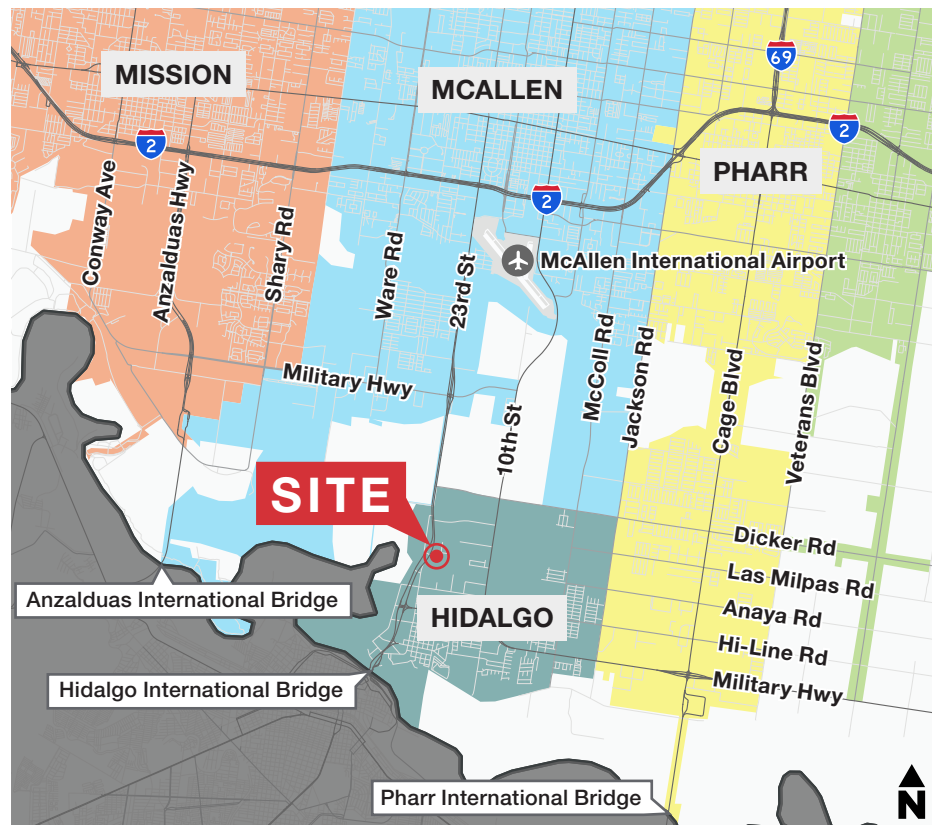 69
MISSION
MCALLEN
2
2
PHARR
2
Conway Ave
Anzalduas Hwy
Shary Rd
Ware Rd
23rd St
McAllen International Airport
McColl Rd
Jackson Rd
Cage Blvd
Veterans Blvd
Military Hwy
10th St
SITE
Dicker Rd
Las Milpas Rd
Anzalduas International Bridge
Anaya Rd
HIDALGO
Hi-Line Rd
Hidalgo International Bridge
Military Hwy
Pharr International Bridge
N